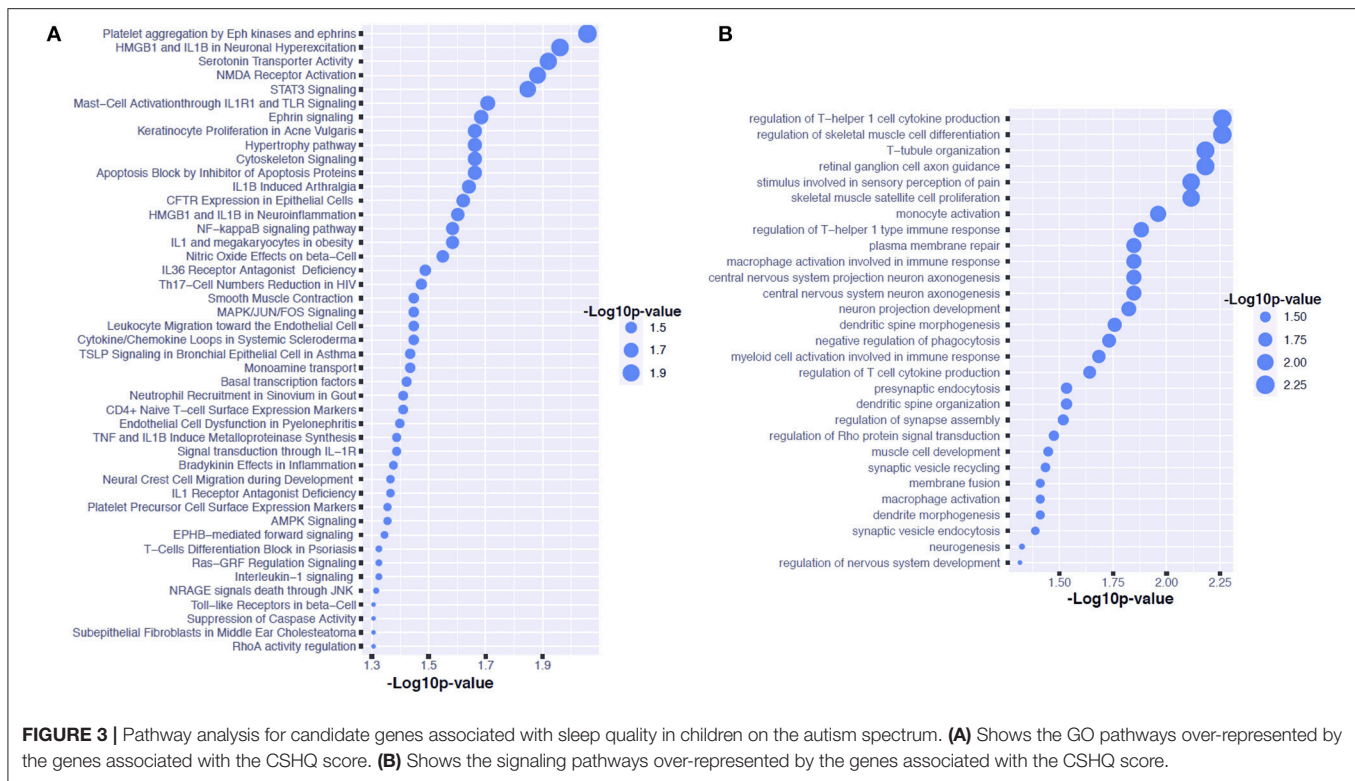 A
Platelet aggregation by Eph kinases and ephrins
HMGB1 and IL1B in Neuronal Hyperexcitation
Serotonin Transporter Activity
NMDA Receptor Activation
STAT3 Signaling
Mast-Cell Activationthrough IL1R1 and TLR Signaling
Ephrin signaling
Keratinocyte Proliferation in Acne Vulgaris
Hypertrophy pathway
Cytoskeleton Signaling
Apoptosis Block by Inhibitor of Apoptosis Proteins
IL1B Induced Arthralgia
CFTR Expression in Epithelial Cells
HMGB1 and IL1B in Neuroinflammation
NF-kappaB signaling pathway
IL1 and megakaryocytes in obesity
Nitric Oxide Effects on beta-Cell
IL36 Receptor Antagonist Deficiency
Th17-Cell Numbers Reduction in HIV
Smooth Muscle Contraction
MAPK/JUN/FOS Signaling
Leukocyte Migration toward the Endothelial Cell
Cytokine/Chemokine Loops in Systemic Scleroderma
TSLP Signaling in Bronchial Epithelial Cell in Asthma
Monoamine transport
Basal transcription factors
Neutrophil Recruitment in Sinovium in Gout
CD4+ Naive T-cell Surface Expression Markers
Endothelial Cell Dysfunction in Pyelonephritis
TNF and IL1B Induce Metalloproteinase Synthesis
Signal transduction through IL-1R
Bradykinin Effects in Inflammation
Neural Crest Cell Migration during Development
IL1 Receptor Antagonist Deficiency
Platelet Precursor Cell Surface Expression Markers
AMPK Signaling
EPHB-mediated forward signaling
T-Cells Differentiation Block in Psoriasis
Ras-GRF Regulation Signaling
Interleukin-1 signaling
NRAGE signals death through JNK
Toll-like Receptors in beta-Cell
Suppression of Caspase Activity
Subepithelial Fibroblasts in Middle Ear Cholesteatoma
RhoA activity regulation
1.3 1.5 1.7 1.9
-Log10p-value
-Log10p-value
1.5
1.7
1.9
B
regulation of T-helper 1 cell cytokine production
regulation of skeletal muscle cell differentiation
T-tubule organization
retinal ganglion cell axon guidance
stimulus involved in sensory perception of pain
skeletal muscle satellite cell proliferation
monocyte activation
regulation of T-helper 1 type immune response
plasma membrane repair
macrophage activation involved in immune response
central nervous system projection neuron axonogenesis
central nervous system neuron axonogenesis
neuron projection development
dendritic spine morphogenesis
negative regulation of phagocytosis
myeloid cell activation involved in immune response
regulation of T cell cytokine production
presynaptic endocytosis
dendritic spine organization
regulation of synapse assembly
regulation of Rho protein signal transduction
muscle cell development
synaptic vesicle recycling
membrane fusion
macrophage activation
dendrite morphogenesis
synaptic vesicle endocytosis
neurogenesis
regulation of nervous system development
1.50 1.75 2.00 2.25
-Log10p-value
-Log10p-value
1.50
1.75
2.00
2.25
FIGURE 3 | Pathway analysis for candidate genes associated with sleep quality in children on the autism spectrum. (A) Shows the GO pathways over-represented by
the genes associated with the CSHQ score. (B) Shows the signaling pathways over-represented by the genes associated with the CSHQ score.